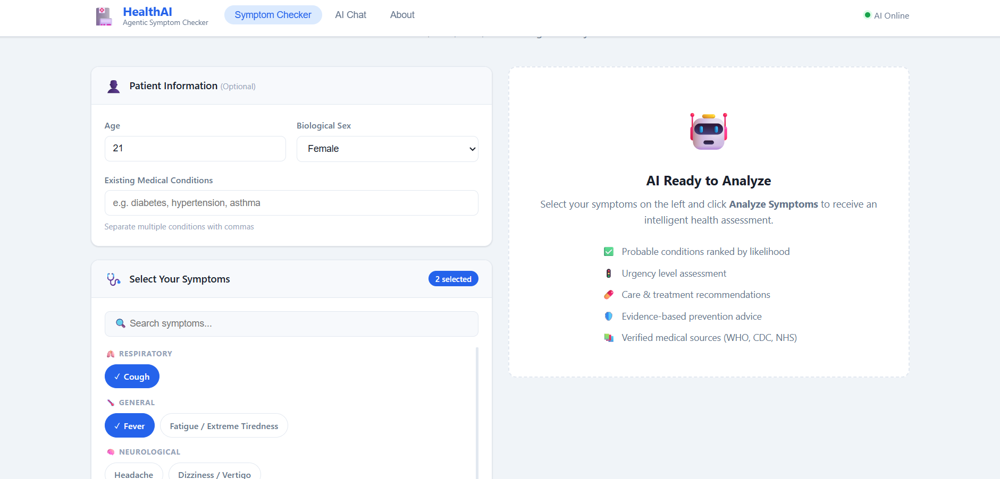 HealthAI
Agentic Symptom Checker
Symptom Checker
AI Chat
About
AI Online
Patient Information (Optional)
Age
Biological Sex
21
Female
Existing Medical Conditions
e.g. diabetes, hypertension, asthma
Separate multiple conditions with commas
Select Your Symptoms
2 selected
Search symptoms...
RESPIRATORY
✓ Cough
GENERAL
✓ Fever
Fatigue / Extreme Tiredness
NEUROLOGICAL
Headache
Dizziness / Vertigo
AI Ready to Analyze
Select your symptoms on the left and click Analyze Symptoms to receive an
intelligent health assessment.
Probable conditions ranked by likelihood
Urgency level assessment
Care & treatment recommendations
Evidence-based prevention advice
Verified medical sources (WHO, CDC, NHS)